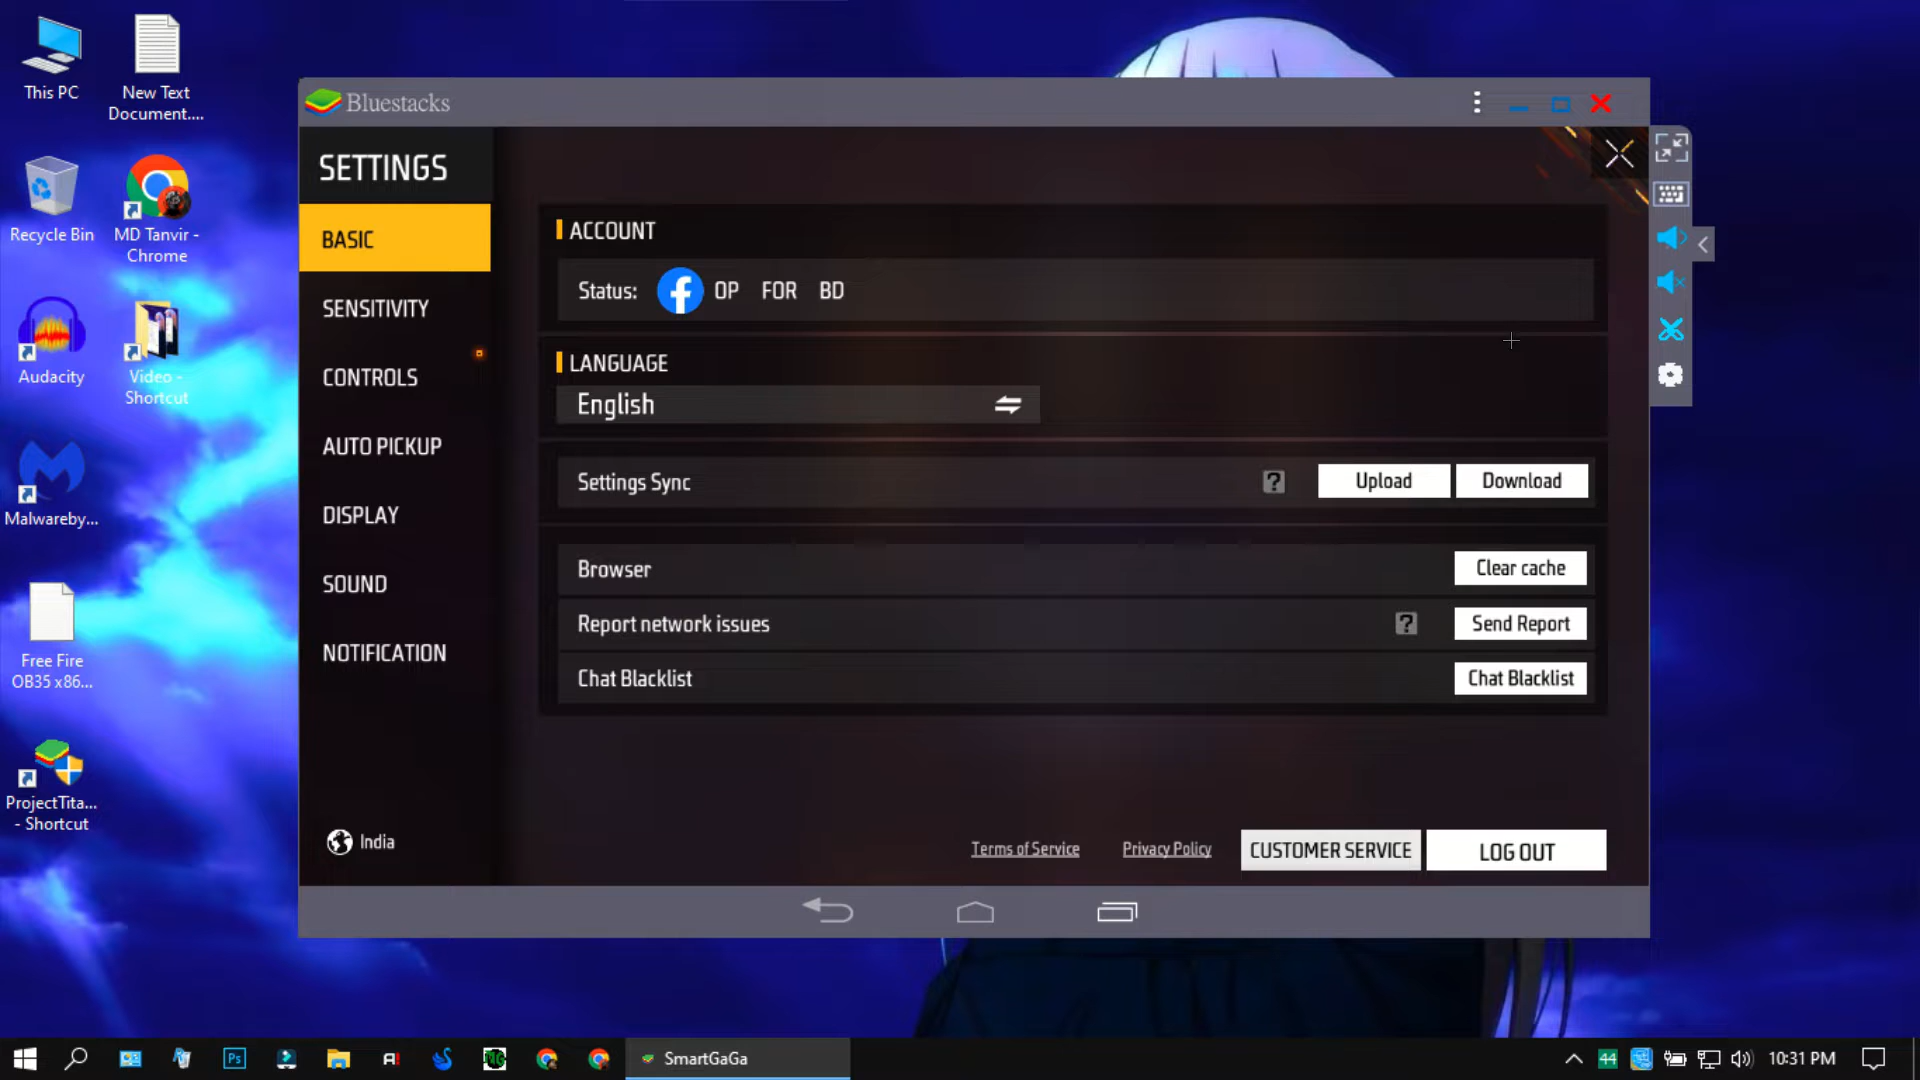 This PC
New Text
Document....
Recycle Bin
MD Tanvir -
Chrome
Audacity
Video -
Shortcut
Malwareby...
Free Fire
OB35 x86...
ProjectTita...
- Shortcut
Bluestacks
SETTINGS
BASIC
SENSITIVITY
CONTROLS
AUTO PICKUP
DISPLAY
SOUND
NOTIFICATION
India
ACCOUNT
Status: f OP FOR BD
LANGUAGE
English
Settings Sync ? Upload Download
Browser Clear cache
Report network issues ? Send Report
Chat Blacklist Chat Blacklist
Terms of Service Privacy Policy CUSTOMER SERVICE LOG OUT
Ps A! SmartGaGa 44 10:31 PM